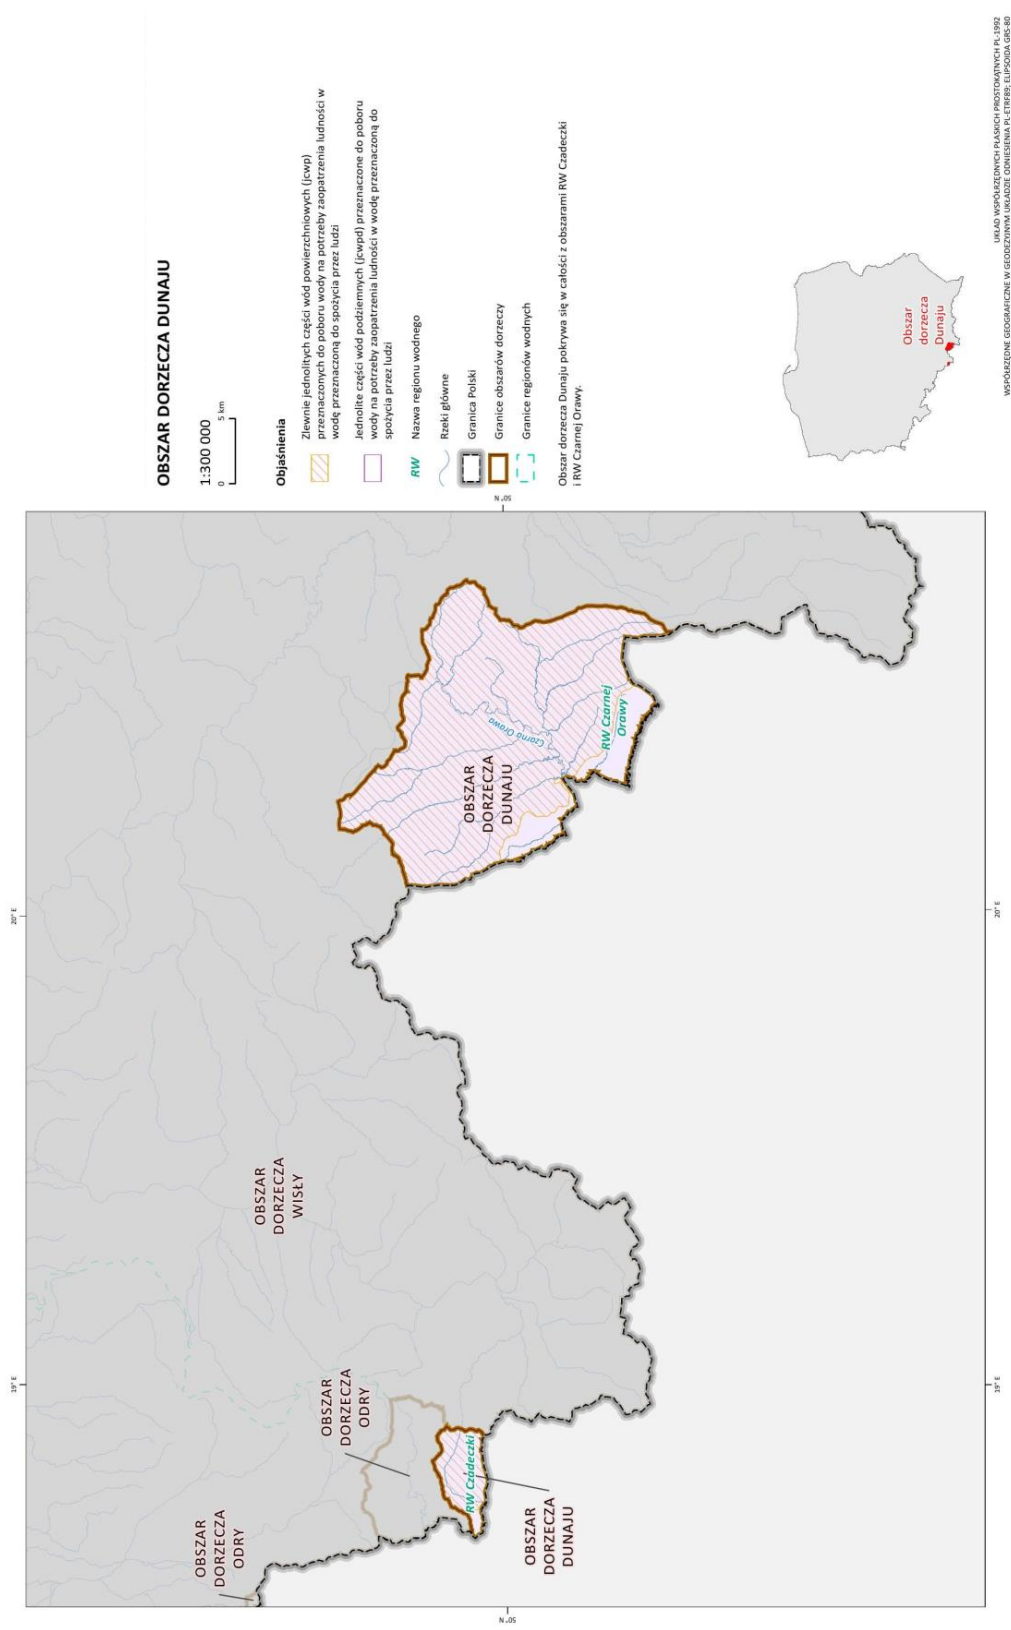 OBSZAR DORZECZA DUNAJU
1:300 000
0 5 km
Objaśnienia
Zlewnie jednolitych części wód powierzchniowych (jcwp)
przeznaczonych do poboru wody na potrzeby zaopatrzenia ludności w
wodę przeznaczoną do spożycia przez ludzi
Jednolite części wód podziemnych (jcwpd) przeznaczone do poboru
wody na potrzeby zaopatrzenia ludności w wodę przeznaczoną do
spożycia przez ludzi
RW Nazwa regionu wodnego
Rzeki główne
Granica Polski
Granice obszarów dorzeczy
Granice regionów wodnych
Obszar dorzecza Dunaju pokrywa się w całości z obszarami RW Czadeczki
i RW Czarnej Orawy.
Obszar
dorzecza
Dunaju
UKŁAD WSPÓŁRZĘDNYCH PŁASKICH PROSTOKĄTNYCH PL-1992
WSPÓŁRZĘDNE GEOGRAFICZNE W GEODEZYJNYM UKŁADZIE ODNIESIENIA PL-ETRF89; ELIPSOIDA GRS-80
19° E
20° E
OBSZAR
DORZECZA
ODRY
OBSZAR
DORZECZA
ODRY
OBSZAR
DORZECZA
WISŁY
OBSZAR
DORZECZA
DUNAJU
Czarna Orawa
RW Czarnej
Orawy
RW Czadeczki
OBSZAR
DORZECZA
DUNAJU
50° N
N .05
19° E
20° E